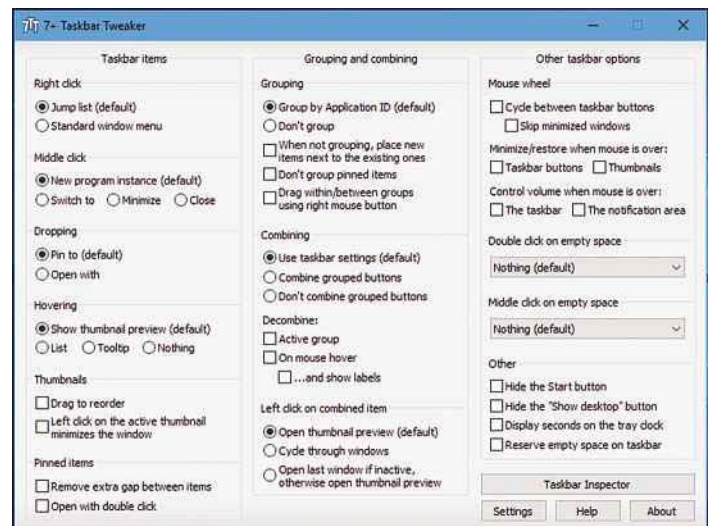 7+ Taskbar Tweaker
Taskbar items
Right click
Jump list (default)
Standard window menu
Middle click
New program instance (default)
Switch to Minimize Close
Dropping
Pin to (default)
Open with
Hovering
Show thumbnail preview (default)
List Tooltip Nothing
Thumbnails
Drag to reorder
Left click on the active thumbnail
minimizes the window
Pinned items
Remove extra gap between items
Open with double click
Grouping and combining
Grouping
Group by Application ID (default)
Don't group
When not grouping, place new
items next to the existing ones
Don't group pinned items
Drag within/between groups
using right mouse button
Combining
Use taskbar settings (default)
Combine grouped buttons
Don't combine grouped buttons
Decombine:
Active group
On mouse hover
...and show labels
Left click on combined item
Open thumbnail preview (default)
Cycle through windows
Open last window if inactive,
otherwise open thumbnail preview
Other taskbar options
Mouse wheel
Cycle between taskbar buttons
Skip minimized windows
Minimize/restore when mouse is over:
Taskbar buttons Thumbnails
Control volume when mouse is over:
The taskbar The notification area
Double click on empty space
Nothing (default)
Middle click on empty space
Nothing (default)
Other
Hide the Start button
Hide the "Show desktop" button
Display seconds on the tray clock
Reserve empty space on taskbar
Taskbar Inspector
Settings Help About